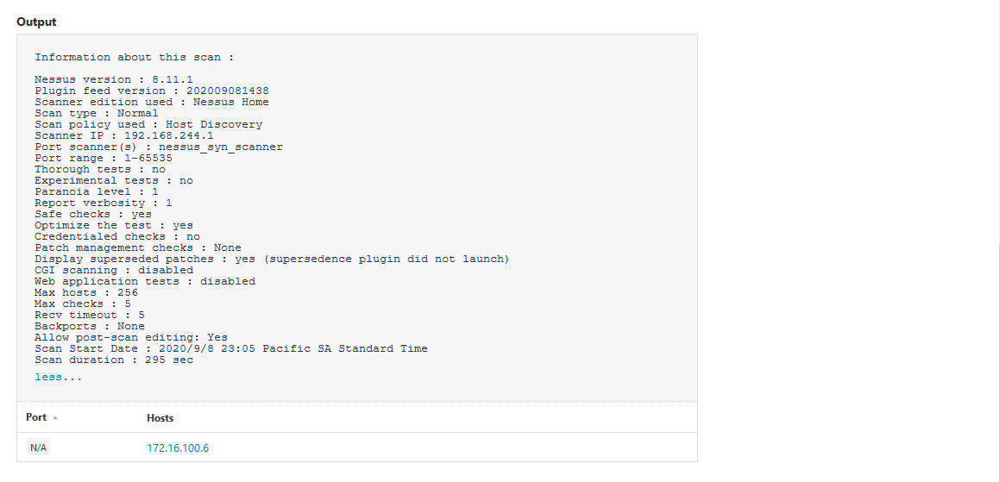 Output
Information about this scan :
Nessus version : 8.11.1
Plugin feed version : 202009081438
Scanner edition used : Nessus Home
Scan type : Normal
Scan policy used : Host Discovery
Scanner IP : 192.168.244.1
Port scanner(s) : nessus_syn_scanner
Port range : 1-65535
Thorough tests : no
Experimental tests : no
Paranoia level : 1
Report verbosity : 1
Safe checks : yes
Optimize the test : yes
Credentialed checks : no
Patch management checks : None
Display superseded patches : yes (supersedence plugin did not launch)
CGI scanning : disabled
Web application tests : disabled
Max hosts : 256
Max checks : 5
Recv timeout : 5
Backports : None
Allow post-scan editing: Yes
Scan Start Date : 2020/9/8 23:05 Pacific SA Standard Time
Scan duration : 295 sec
less...
Port Hosts
N/A 172.16.100.6